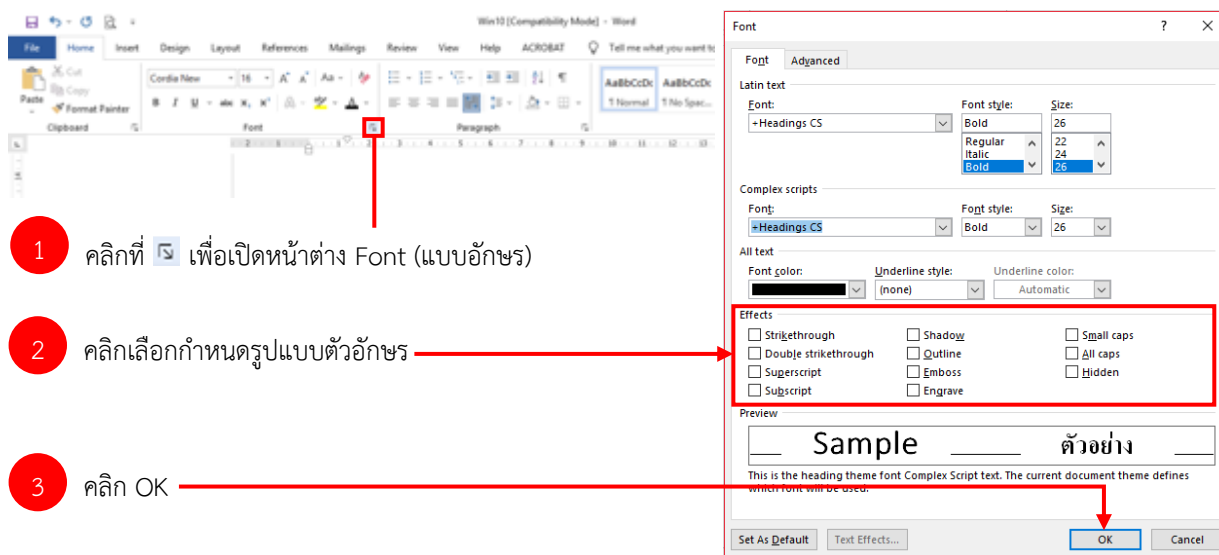 Win10 [Compatibility Mode] - Word
File Home Insert Design Layout References Mailings Review View Help ACROBAT Tell me what you want to
Cut
Copy
Paste
Format Painter
Clipboard
Cordia New 16
Font
Paragraph
AaBbCcDc AaBbCcDc
1 Normal 1 No Spac...
1 คลิกที่ เพื่อเปิดหน้าต่าง Font (แบบอักษร)
2 คลิกเลือกกำหนดรูปแบบตัวอักษร
3 คลิก OK
Font ? ×
Font Advanced
Latin text
Font: Font style: Size:
+Headings CS Bold 26
Regular 22
Italic 24
Bold 26
Complex scripts
Font: Font style: Size:
+Headings CS Bold 26
All text
Font color: Underline style: Underline color:
(none) Automatic
Effects
Strikethrough Shadow Small caps
Double strikethrough Outline All caps
Superscript Emboss Hidden
Subscript Engrave
Preview
Sample ตัวอย่าง
This is the heading theme font Complex Script text. The current document theme defines
which font will be used.
Set As Default Text Effects... OK Cancel